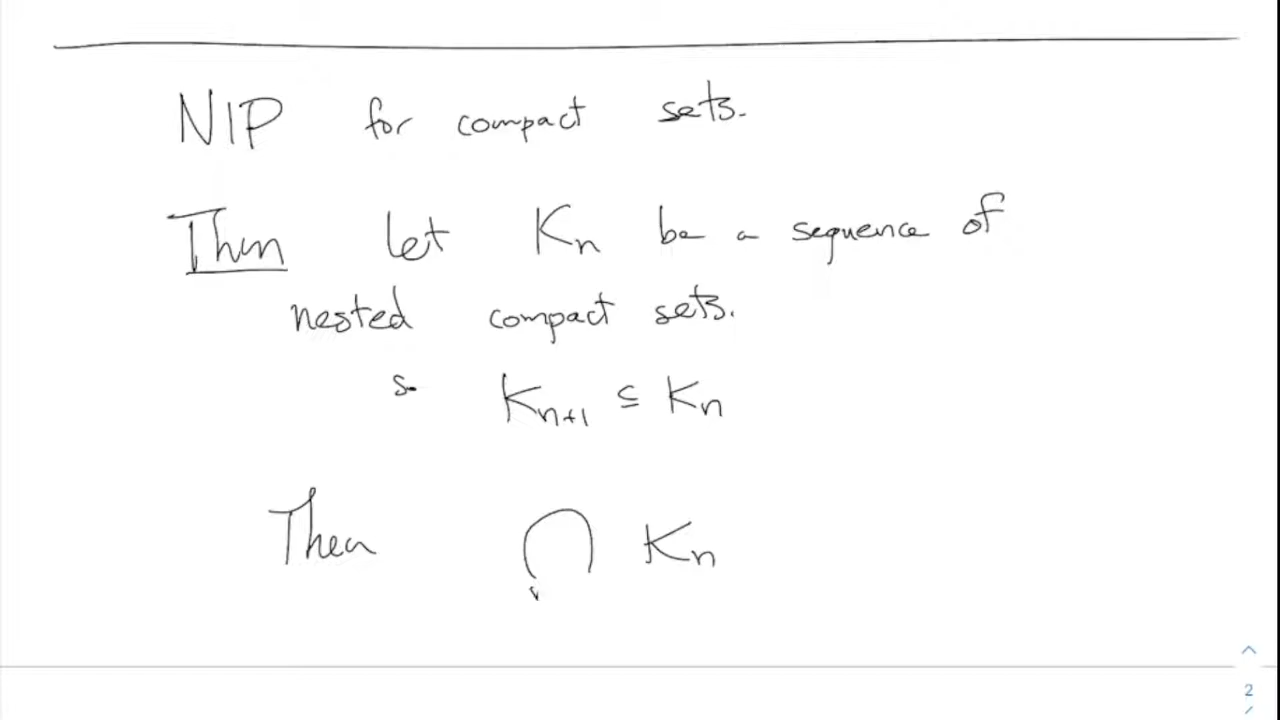 NIP for compact sets.
Thm let Kn be a sequence of
nested compact sets.
so Kn+1 ⊆ Kn
Then ⋂ Kn
2